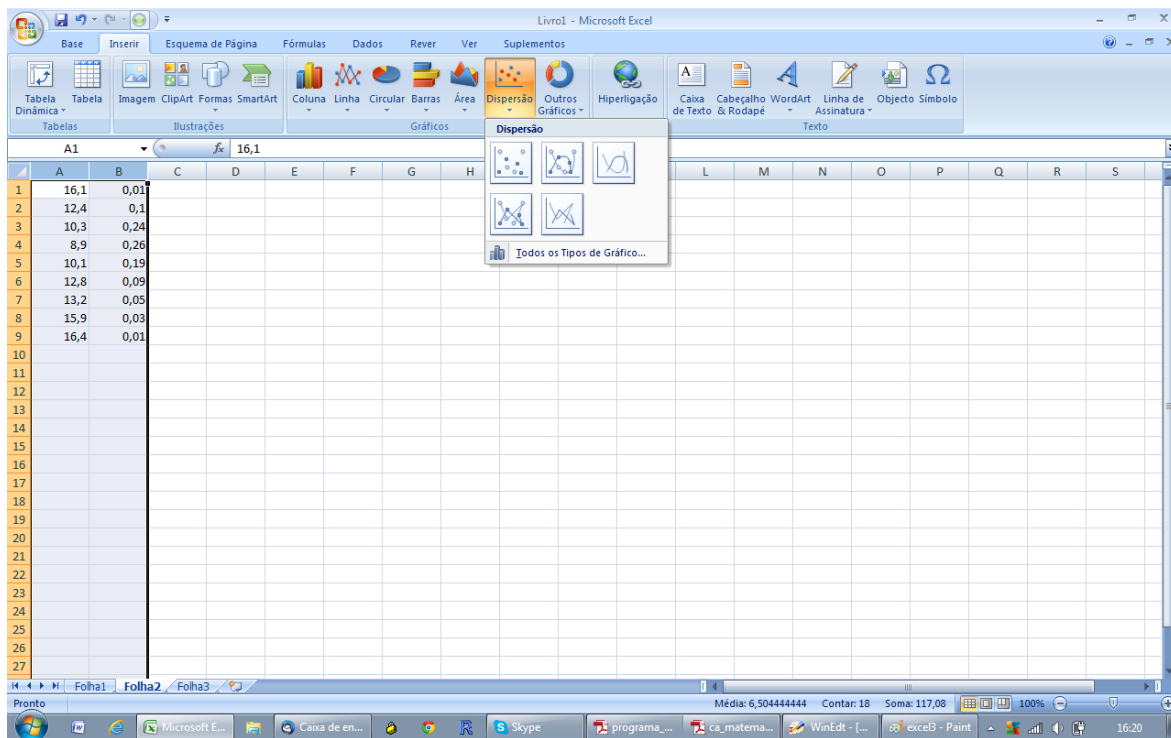 Livro1 - Microsoft Excel
Base Inserir Esquema de Página Fórmulas Dados Rever Ver Suplementos
Tabela Dinâmica Tabela Imagem ClipArt Formas SmartArt Coluna Linha Circular Barras Área Dispersão Outros Gráficos Hiperligação Caixa de Texto Cabeçalho & Rodapé WordArt Linha de Assinatura Objecto Símbolo
Tabelas Ilustrações Gráficos Texto
Dispersão
Todos os Tipos de Gráfico...
A1 fx 16,1
A B C D E F G H L M N O P Q R S
1 16,1 0,01
2 12,4 0,1
3 10,3 0,24
4 8,9 0,26
5 10,1 0,19
6 12,8 0,09
7 13,2 0,05
8 15,9 0,03
9 16,4 0,01
10
11
12
13
14
15
16
17
18
19
20
21
22
23
24
25
26
27
Folha1 Folha2 Folha3
Pronto Média: 6,504444444 Contar: 18 Soma: 117,08 100%
Microsoft E... Caixa de en... R Skype programa_... ca_matema... WinEdt - [... excel3 - Paint 16:20